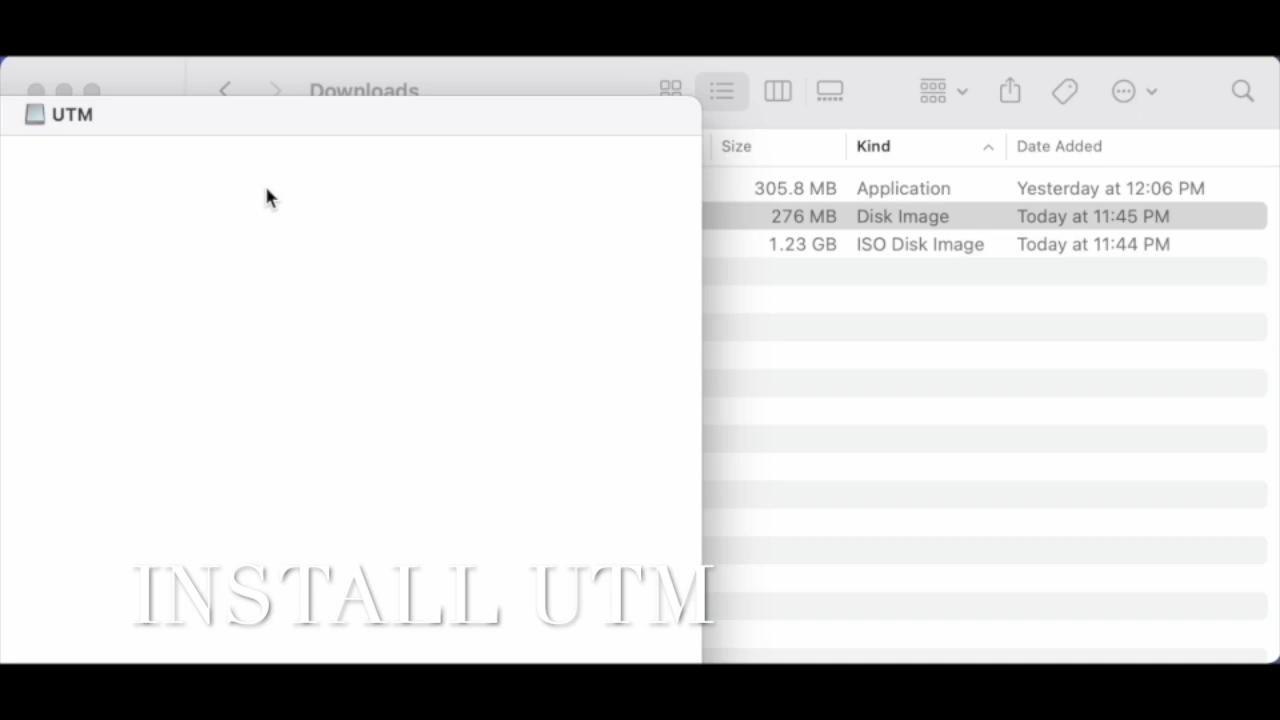 Downloads
UTM
Size Kind Date Added
305.8 MB Application Yesterday at 12:06 PM
276 MB Disk Image Today at 11:45 PM
1.23 GB ISO Disk Image Today at 11:44 PM
INSTALL UTM